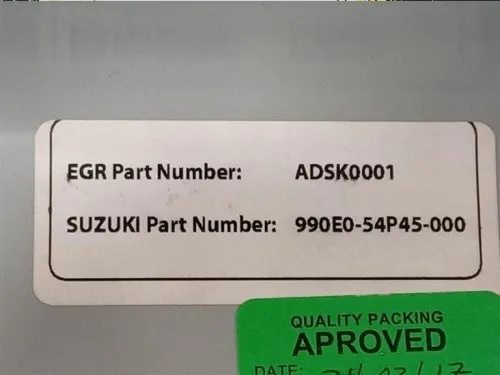 EGR Part Number: ADSK0001
SUZUKI Part Number: 990E0-54P45-000
QUALITY PACKING
APROVED
DATE: